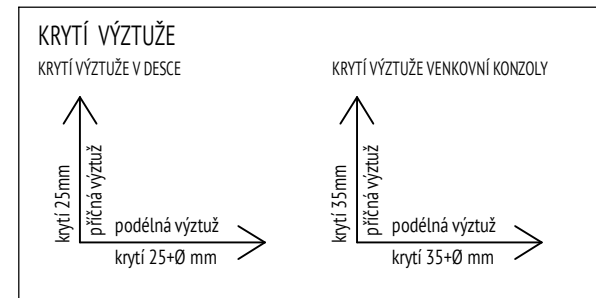 KRYTÍ VÝZTUŽE
KRYTÍ VÝZTUŽE V DESCE
krytí 25mm
příčná výztuž
podélná výztuž
krytí 25+Ø mm
KRYTÍ VÝZTUŽE VENKOVNÍ KONZOLY
krytí 35mm
příčná výztuž
podélná výztuž
krytí 35+Ø mm